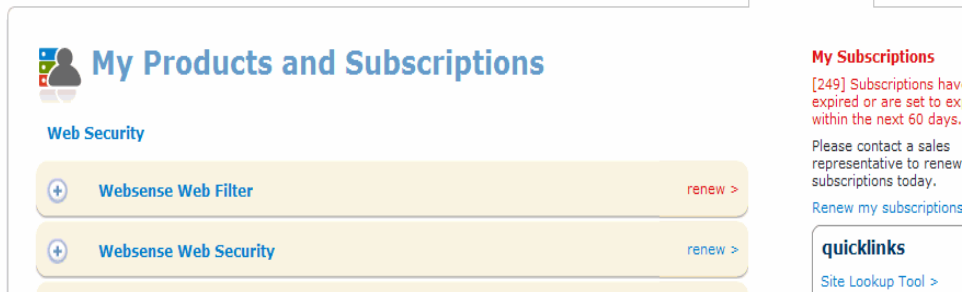 My Products and Subscriptions
Web Security
Websense Web Filter renew >
Websense Web Security renew >
My Subscriptions
[249] Subscriptions have
expired or are set to ex
within the next 60 days.
Please contact a sales
representative to renew
subscriptions today.
Renew my subscriptions
quicklinks
Site Lookup Tool >